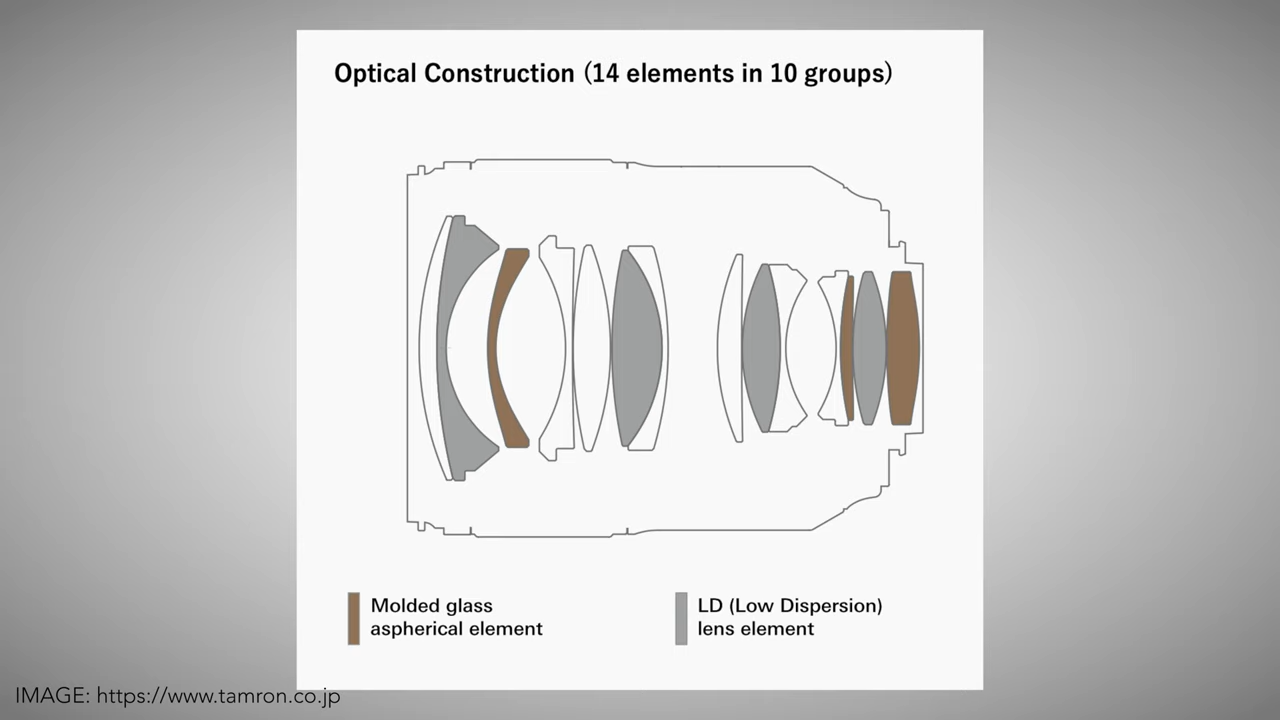 Optical Construction (14 elements in 10 groups)
Molded glass
aspherical element
LD (Low Dispersion)
lens element
IMAGE: https://www.tamron.co.jp